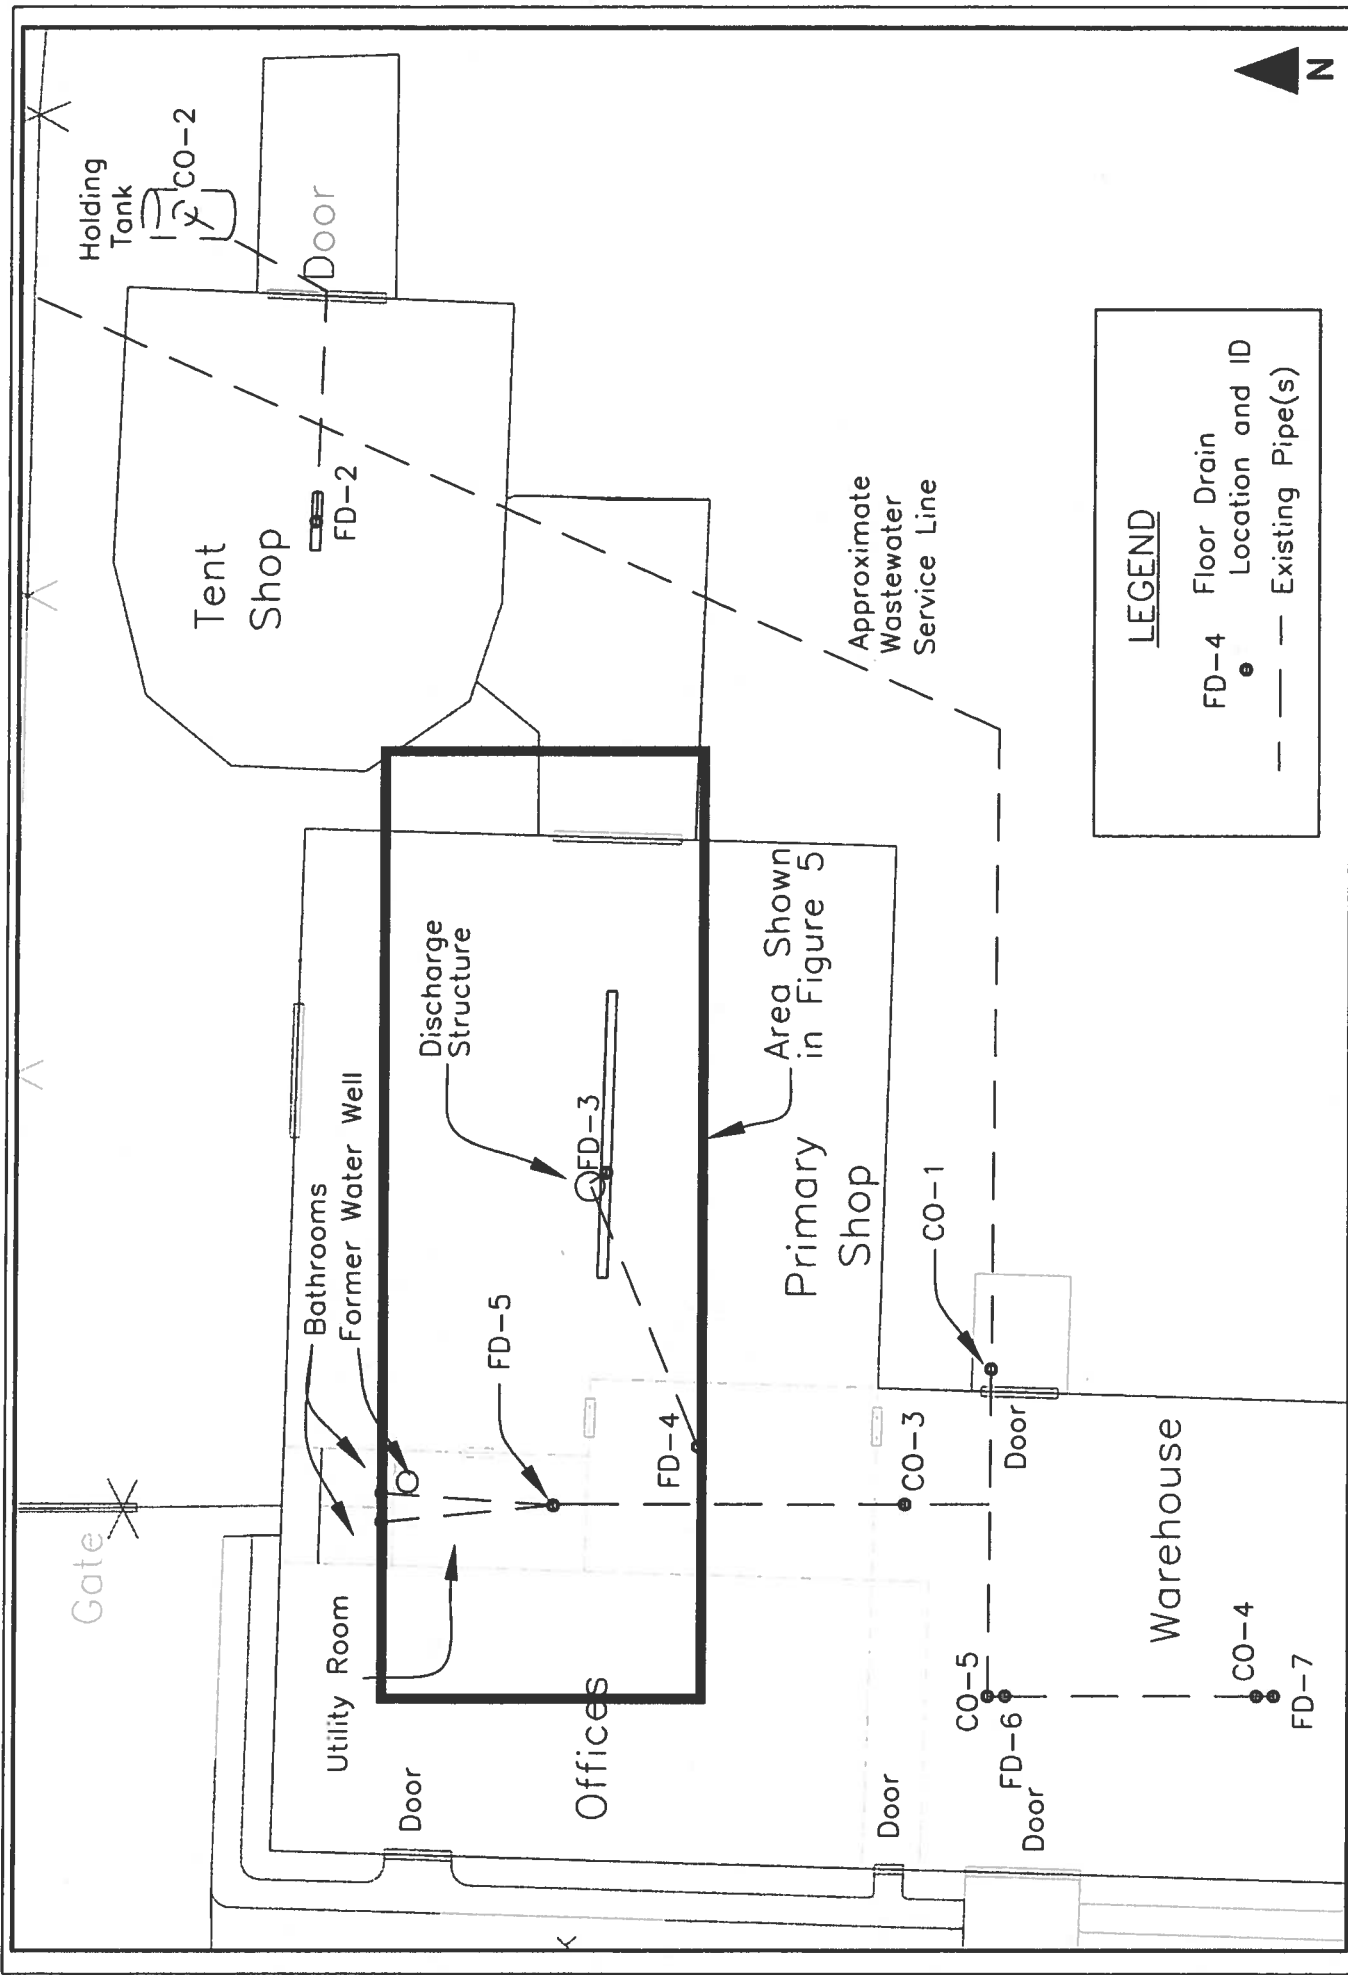 Gate
Bathrooms
Former Water Well
Utility Room
Door
Offices
FD-5
FD-4
Discharge
Structure
FD-3
Area Shown
in Figure 5
Primary
Shop
Tent
Shop
FD-2
Door
Holding
Tank
CO-2
Approximate
Wastewater
Service Line
CO-1
CO-3
Door
Door
Door
CO-5
FD-6
Warehouse
CO-4
FD-7
LEGEND
FD-4 Floor Drain
Location and ID
Existing Pipe(s)
N